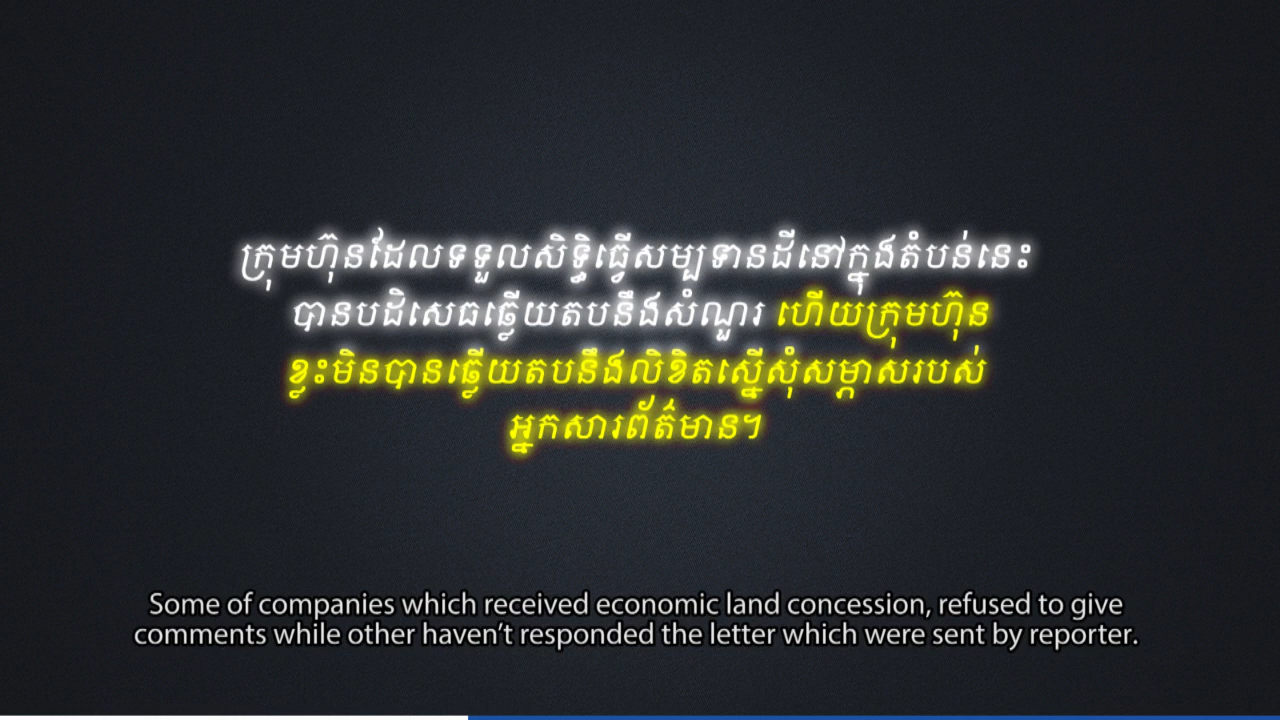 ក្រុមហ៊ុនដែលទទួលសិទ្ធិធ្វើសម្បទានដីនៅក្នុងតំបន់នេះ
បានបដិសេធឆ្លើយតបនឹងសំណួរ ហើយក្រុមហ៊ុន
ខ្លះមិនបានឆ្លើយតបនឹងលិខិតស្នើសុំសម្ភាសរបស់
អ្នកសារព័ត៌មាន។
Some of companies which received economic land concession, refused to give
comments while other haven't responded the letter which were sent by reporter.